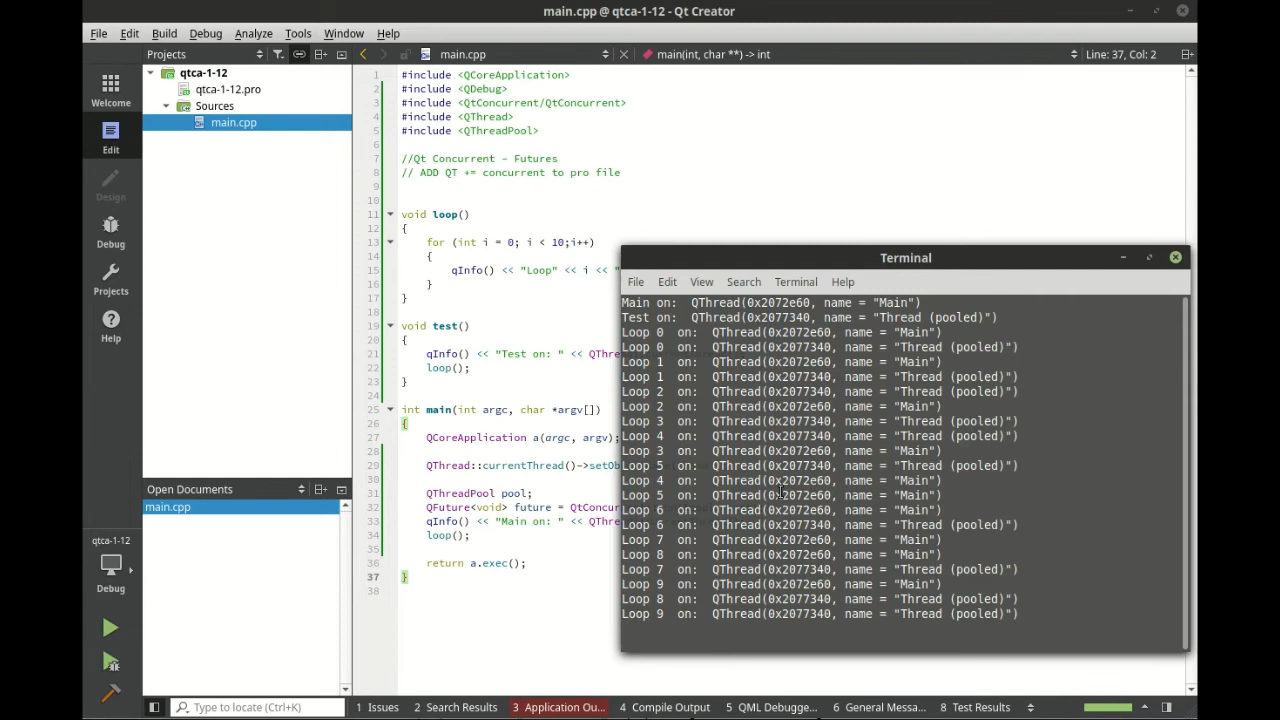 main.cpp @ qtca-1-12 - Qt Creator
File Edit Build Debug Analyze Tools Window Help
Projects main.cpp main(int, char **) -> int Line: 37, Col: 2
Welcome
Edit
Design
Debug
Projects
Help
qtca-1-12
Debug
qtca-1-12
qtca-1-12.pro
Sources
main.cpp
Open Documents
main.cpp
1 #include <QCoreApplication>
2 #include <QDebug>
3 #include <QtConcurrent/QtConcurrent>
4 #include <QThread>
5 #include <QThreadPool>
6
7 //Qt Concurrent - Futures
8 // ADD QT += concurrent to pro file
9
10
11 void loop()
12 {
13 for (int i = 0; i < 10;i++)
14 {
15 qInfo() << "Loop" << i << "
16 }
17 }
18
19 void test()
20 {
21 qInfo() << "Test on: " << QThre
22 loop();
23 }
24
25 int main(int argc, char *argv[])
26 {
27 QCoreApplication a(argc, argv);
28
29 QThread::currentThread()->setOb
30
31 QThreadPool pool;
32 QFuture<void> future = QtConcu
33 qInfo() << "Main on: " << QThre
34 loop();
35
36 return a.exec();
37 }
38
Terminal
File Edit View Search Terminal Help
Main on: QThread(0x2072e60, name = "Main")
Test on: QThread(0x2077340, name = "Thread (pooled)")
Loop 0 on: QThread(0x2072e60, name = "Main")
Loop 0 on: QThread(0x2077340, name = "Thread (pooled)")
Loop 1 on: QThread(0x2072e60, name = "Main")
Loop 1 on: QThread(0x2077340, name = "Thread (pooled)")
Loop 2 on: QThread(0x2077340, name = "Thread (pooled)")
Loop 2 on: QThread(0x2072e60, name = "Main")
Loop 3 on: QThread(0x2077340, name = "Thread (pooled)")
Loop 4 on: QThread(0x2077340, name = "Thread (pooled)")
Loop 3 on: QThread(0x2072e60, name = "Main")
Loop 5 on: QThread(0x2077340, name = "Thread (pooled)")
Loop 4 on: QThread(0x2072e60, name = "Main")
Loop 5 on: QThread(0x2072e60, name = "Main")
Loop 6 on: QThread(0x2072e60, name = "Main")
Loop 6 on: QThread(0x2077340, name = "Thread (pooled)")
Loop 7 on: QThread(0x2072e60, name = "Main")
Loop 8 on: QThread(0x2072e60, name = "Main")
Loop 7 on: QThread(0x2077340, name = "Thread (pooled)")
Loop 9 on: QThread(0x2072e60, name = "Main")
Loop 8 on: QThread(0x2077340, name = "Thread (pooled)")
Loop 9 on: QThread(0x2077340, name = "Thread (pooled)")
Type to locate (Ctrl+K) 1 Issues 2 Search Results 3 Application Ou... 4 Compile Output 5 QML Debugge... 6 General Messa... 8 Test Results